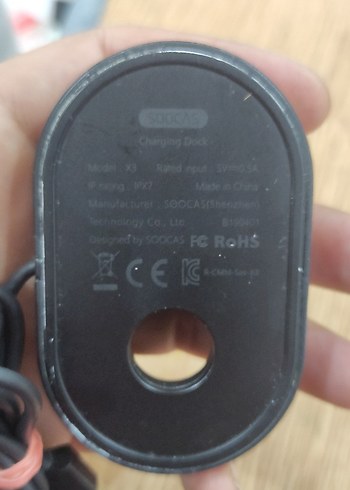 SOOCAS
Charging Dock
Model : X3 Rated input : 5V⎓0.5A
IP rating : IPX7 Made in China
Manufacturer : SOOCAS(Shenzhen)
Technology Co., Ltd.
Designed by SOOCAS FC RoHS
CE